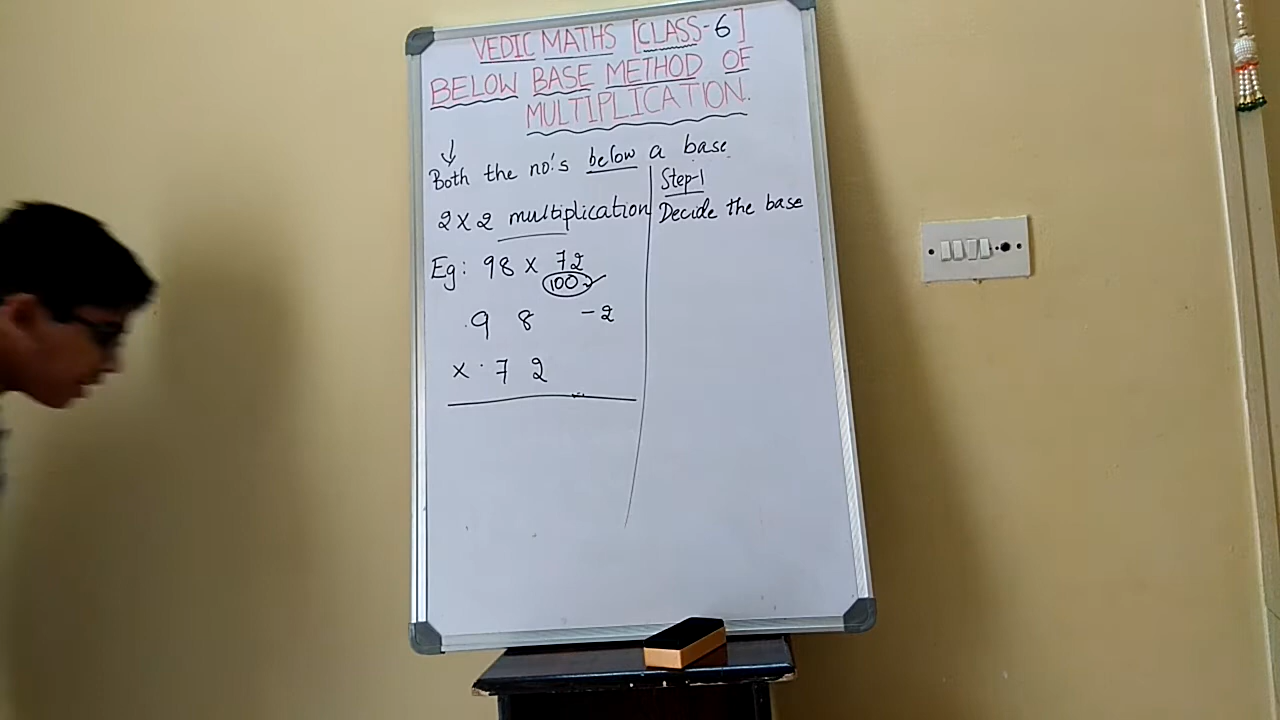 VEDIC MATHS [CLASS-6]
BELOW BASE METHOD OF
MULTIPLICATION.
Both the no's below a base
2 x 2 multiplication
Eg: 98 x 72
100
9 8 -2
x 7 2
Step-1
Decide the base